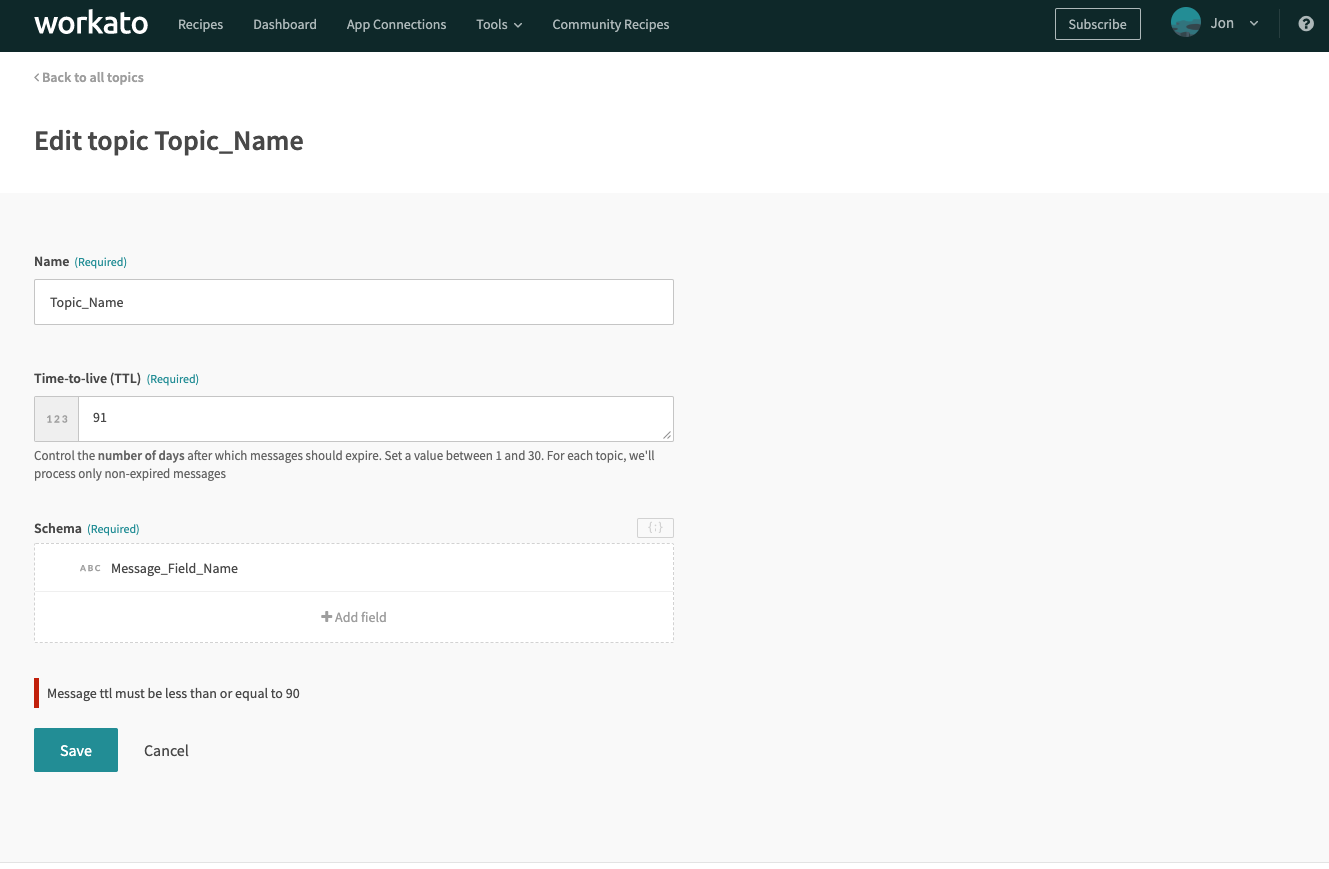 workato Recipes Dashboard App Connections Tools Community Recipes Subscribe Jon ?
Back to all topics
Edit topic Topic_Name
Name (Required)
Topic_Name
Time-to-live (TTL) (Required)
123 91
Control the number of days after which messages should expire. Set a value between 1 and 30. For each topic, we'll
process only non-expired messages
Schema (Required) {:}
ABC Message_Field_Name
+ Add field
Message ttl must be less than or equal to 90
Save Cancel